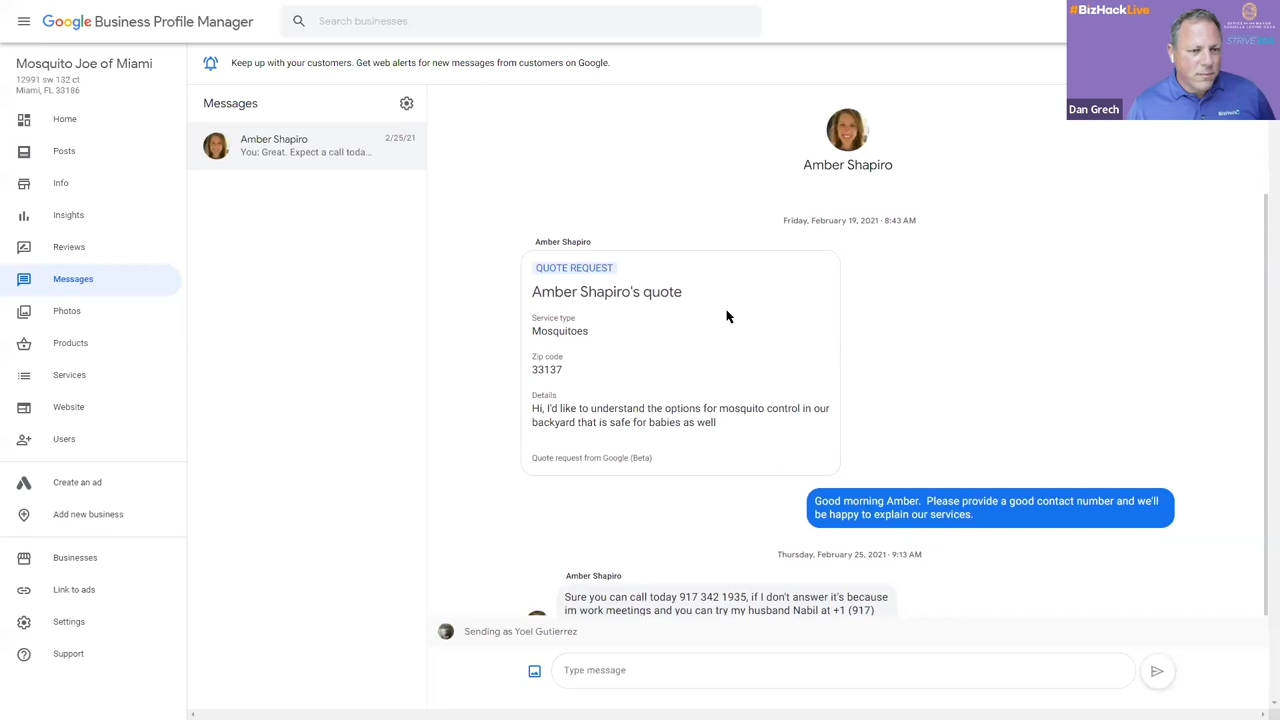 Google Business Profile Manager
Search businesses
#BizHackLive
OFFICE OF THE MAYOR
DANIELLA LEVINE CAVA
STRIVE
BizHack
Dan Grech
Mosquito Joe of Miami
12991 sw 132 ct
Miami, FL 33186
Home
Posts
Info
Insights
Reviews
Messages
Photos
Products
Services
Website
Users
Create an ad
Add new business
Businesses
Link to ads
Settings
Support
Keep up with your customers. Get web alerts for new messages from customers on Google.
Messages
Amber Shapiro
2/25/21
You: Great. Expect a call toda...
Amber Shapiro
Friday, February 19, 2021 · 8:43 AM
Amber Shapiro
QUOTE REQUEST
Amber Shapiro's quote
Service type
Mosquitoes
Zip code
33137
Details
Hi, I'd like to understand the options for mosquito control in our
backyard that is safe for babies as well
Quote request from Google (Beta)
Good morning Amber.  Please provide a good contact number and we'll
be happy to explain our services.
Thursday, February 25, 2021 · 9:13 AM
Amber Shapiro
Sure you can call today 917 342 1935, if I don't answer it's because
im work meetings and you can try my husband Nabil at +1 (917)
Sending as Yoel Gutierrez
Type message